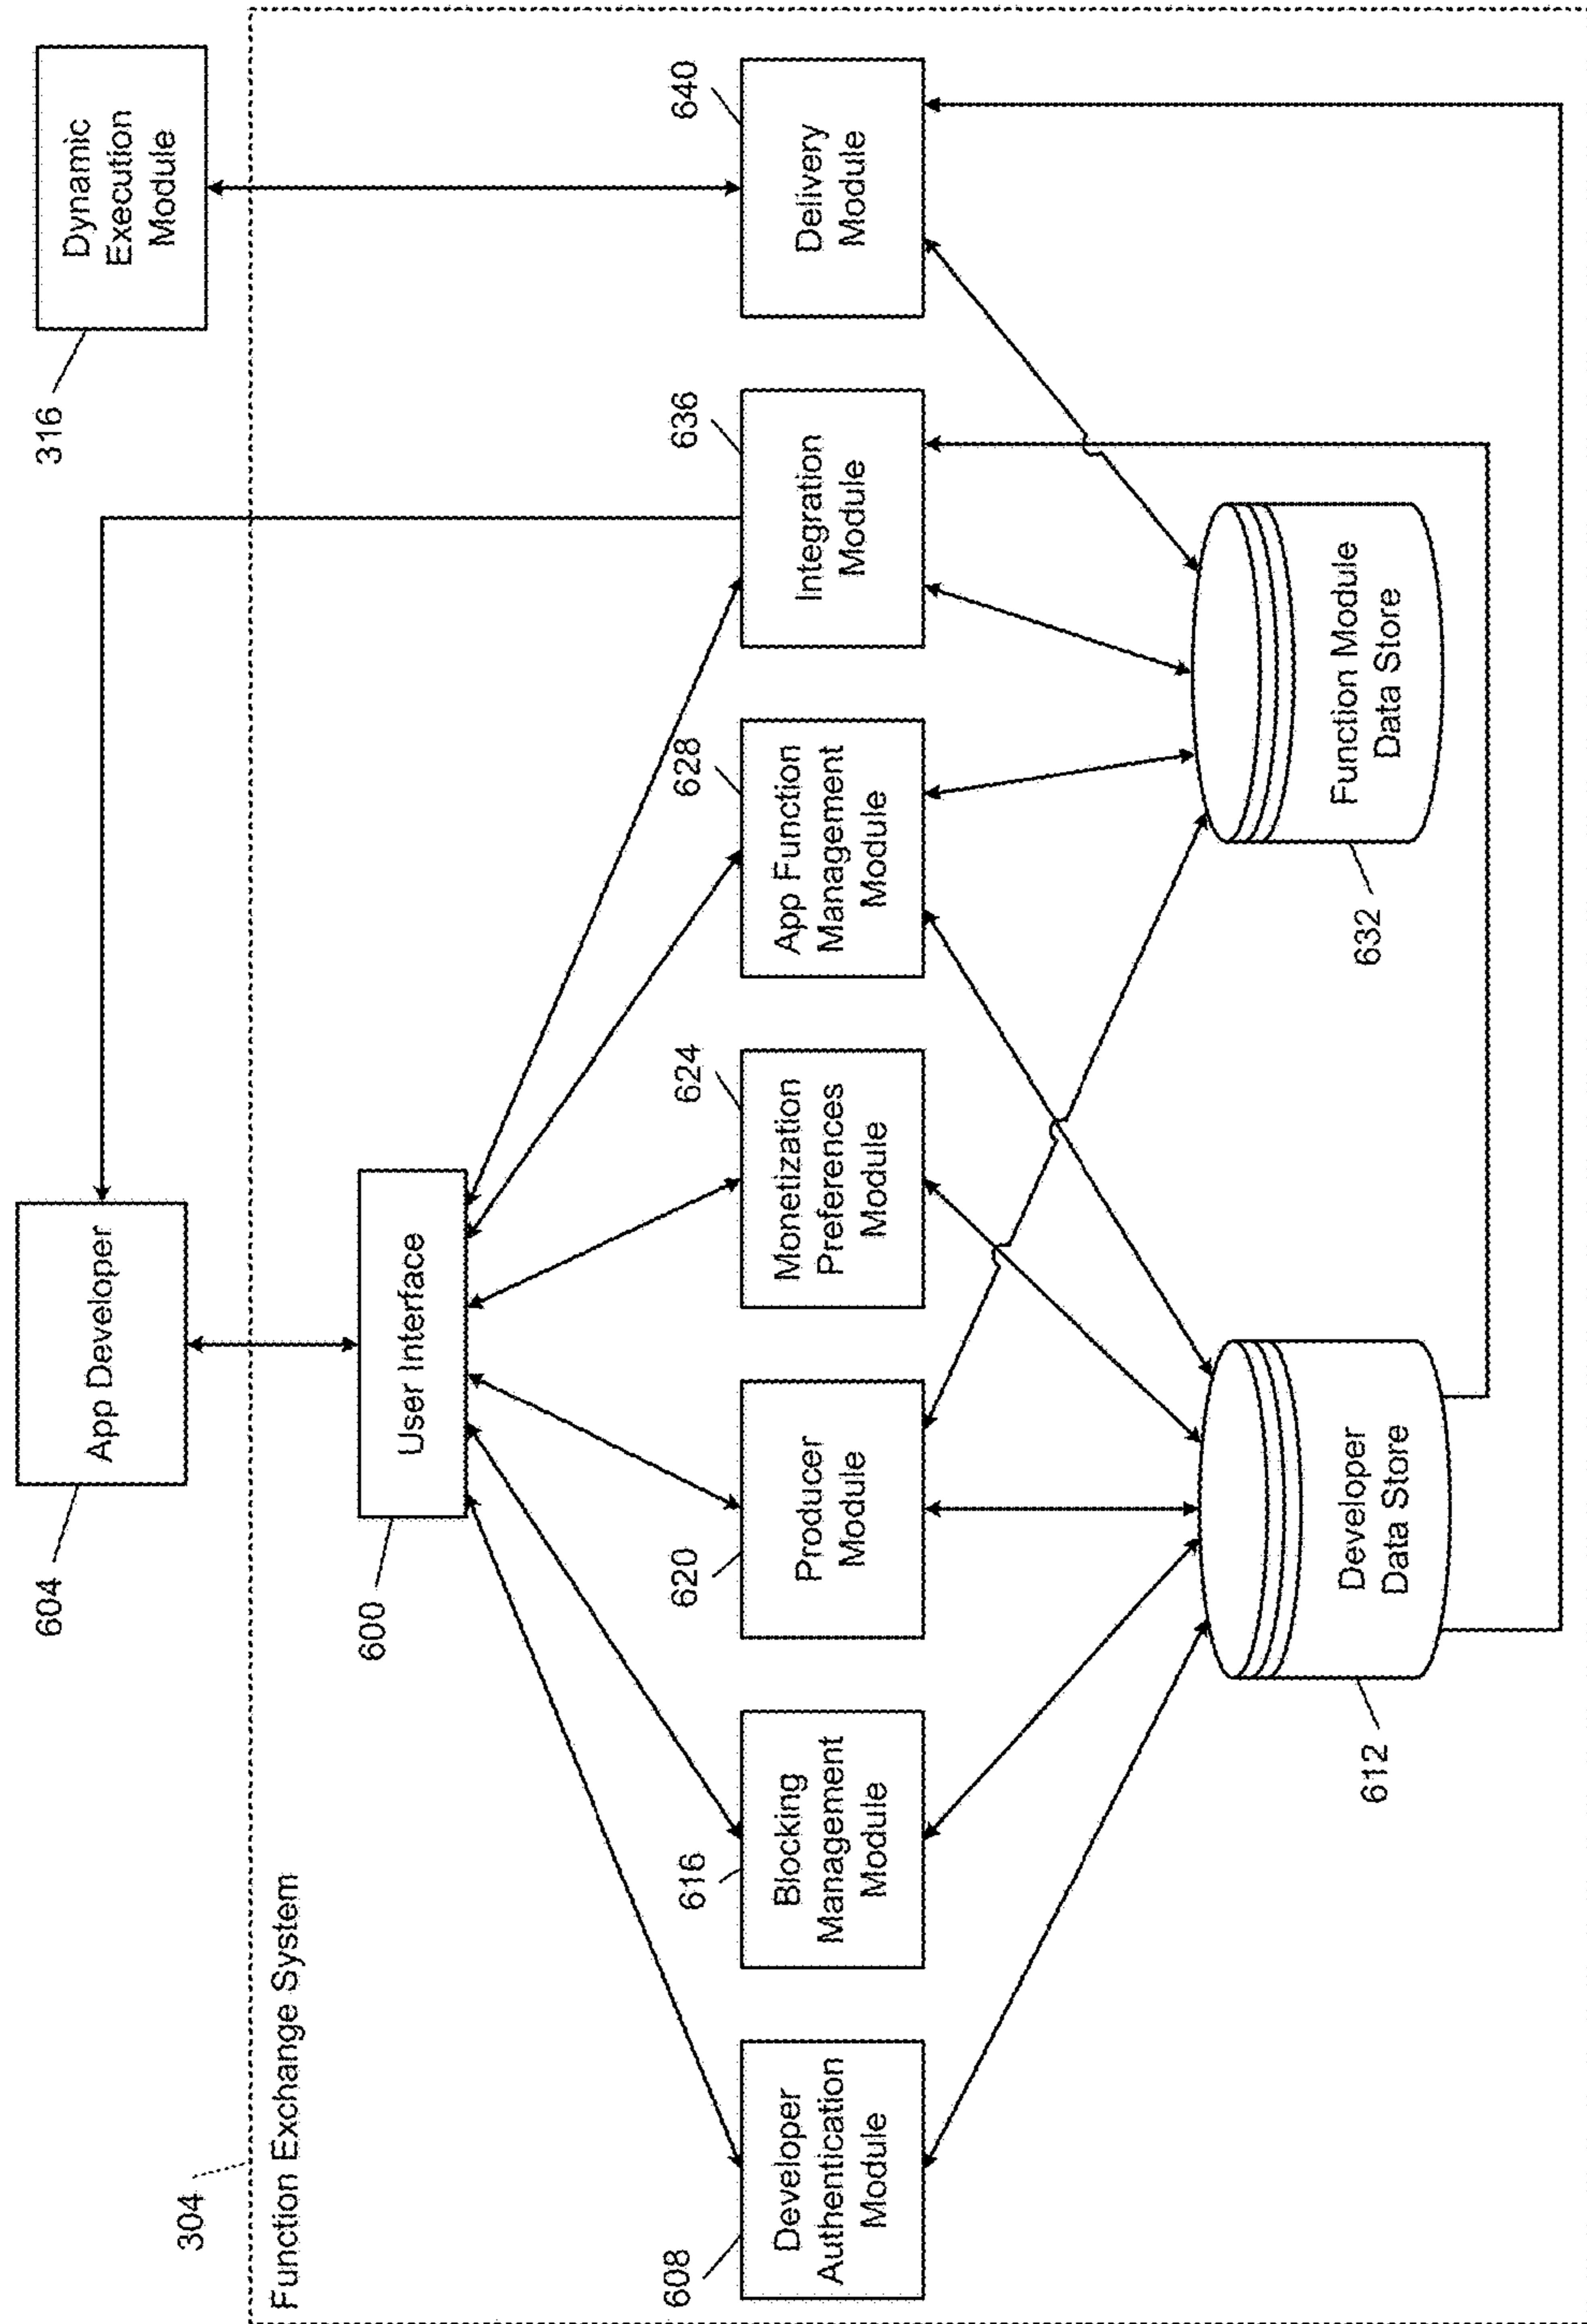 304
Function Exchange System
604
App Developer
316
Dynamic
Execution
Module
600
User Interface
608
Developer
Authentication
Module
616
Blocking
Management
Module
620
Producer
Module
624
Monetization
Preferences
Module
628
App Function
Management
Module
636
Integration
Module
640
Delivery
Module
612
Developer
Data Store
632
Function Module
Data Store